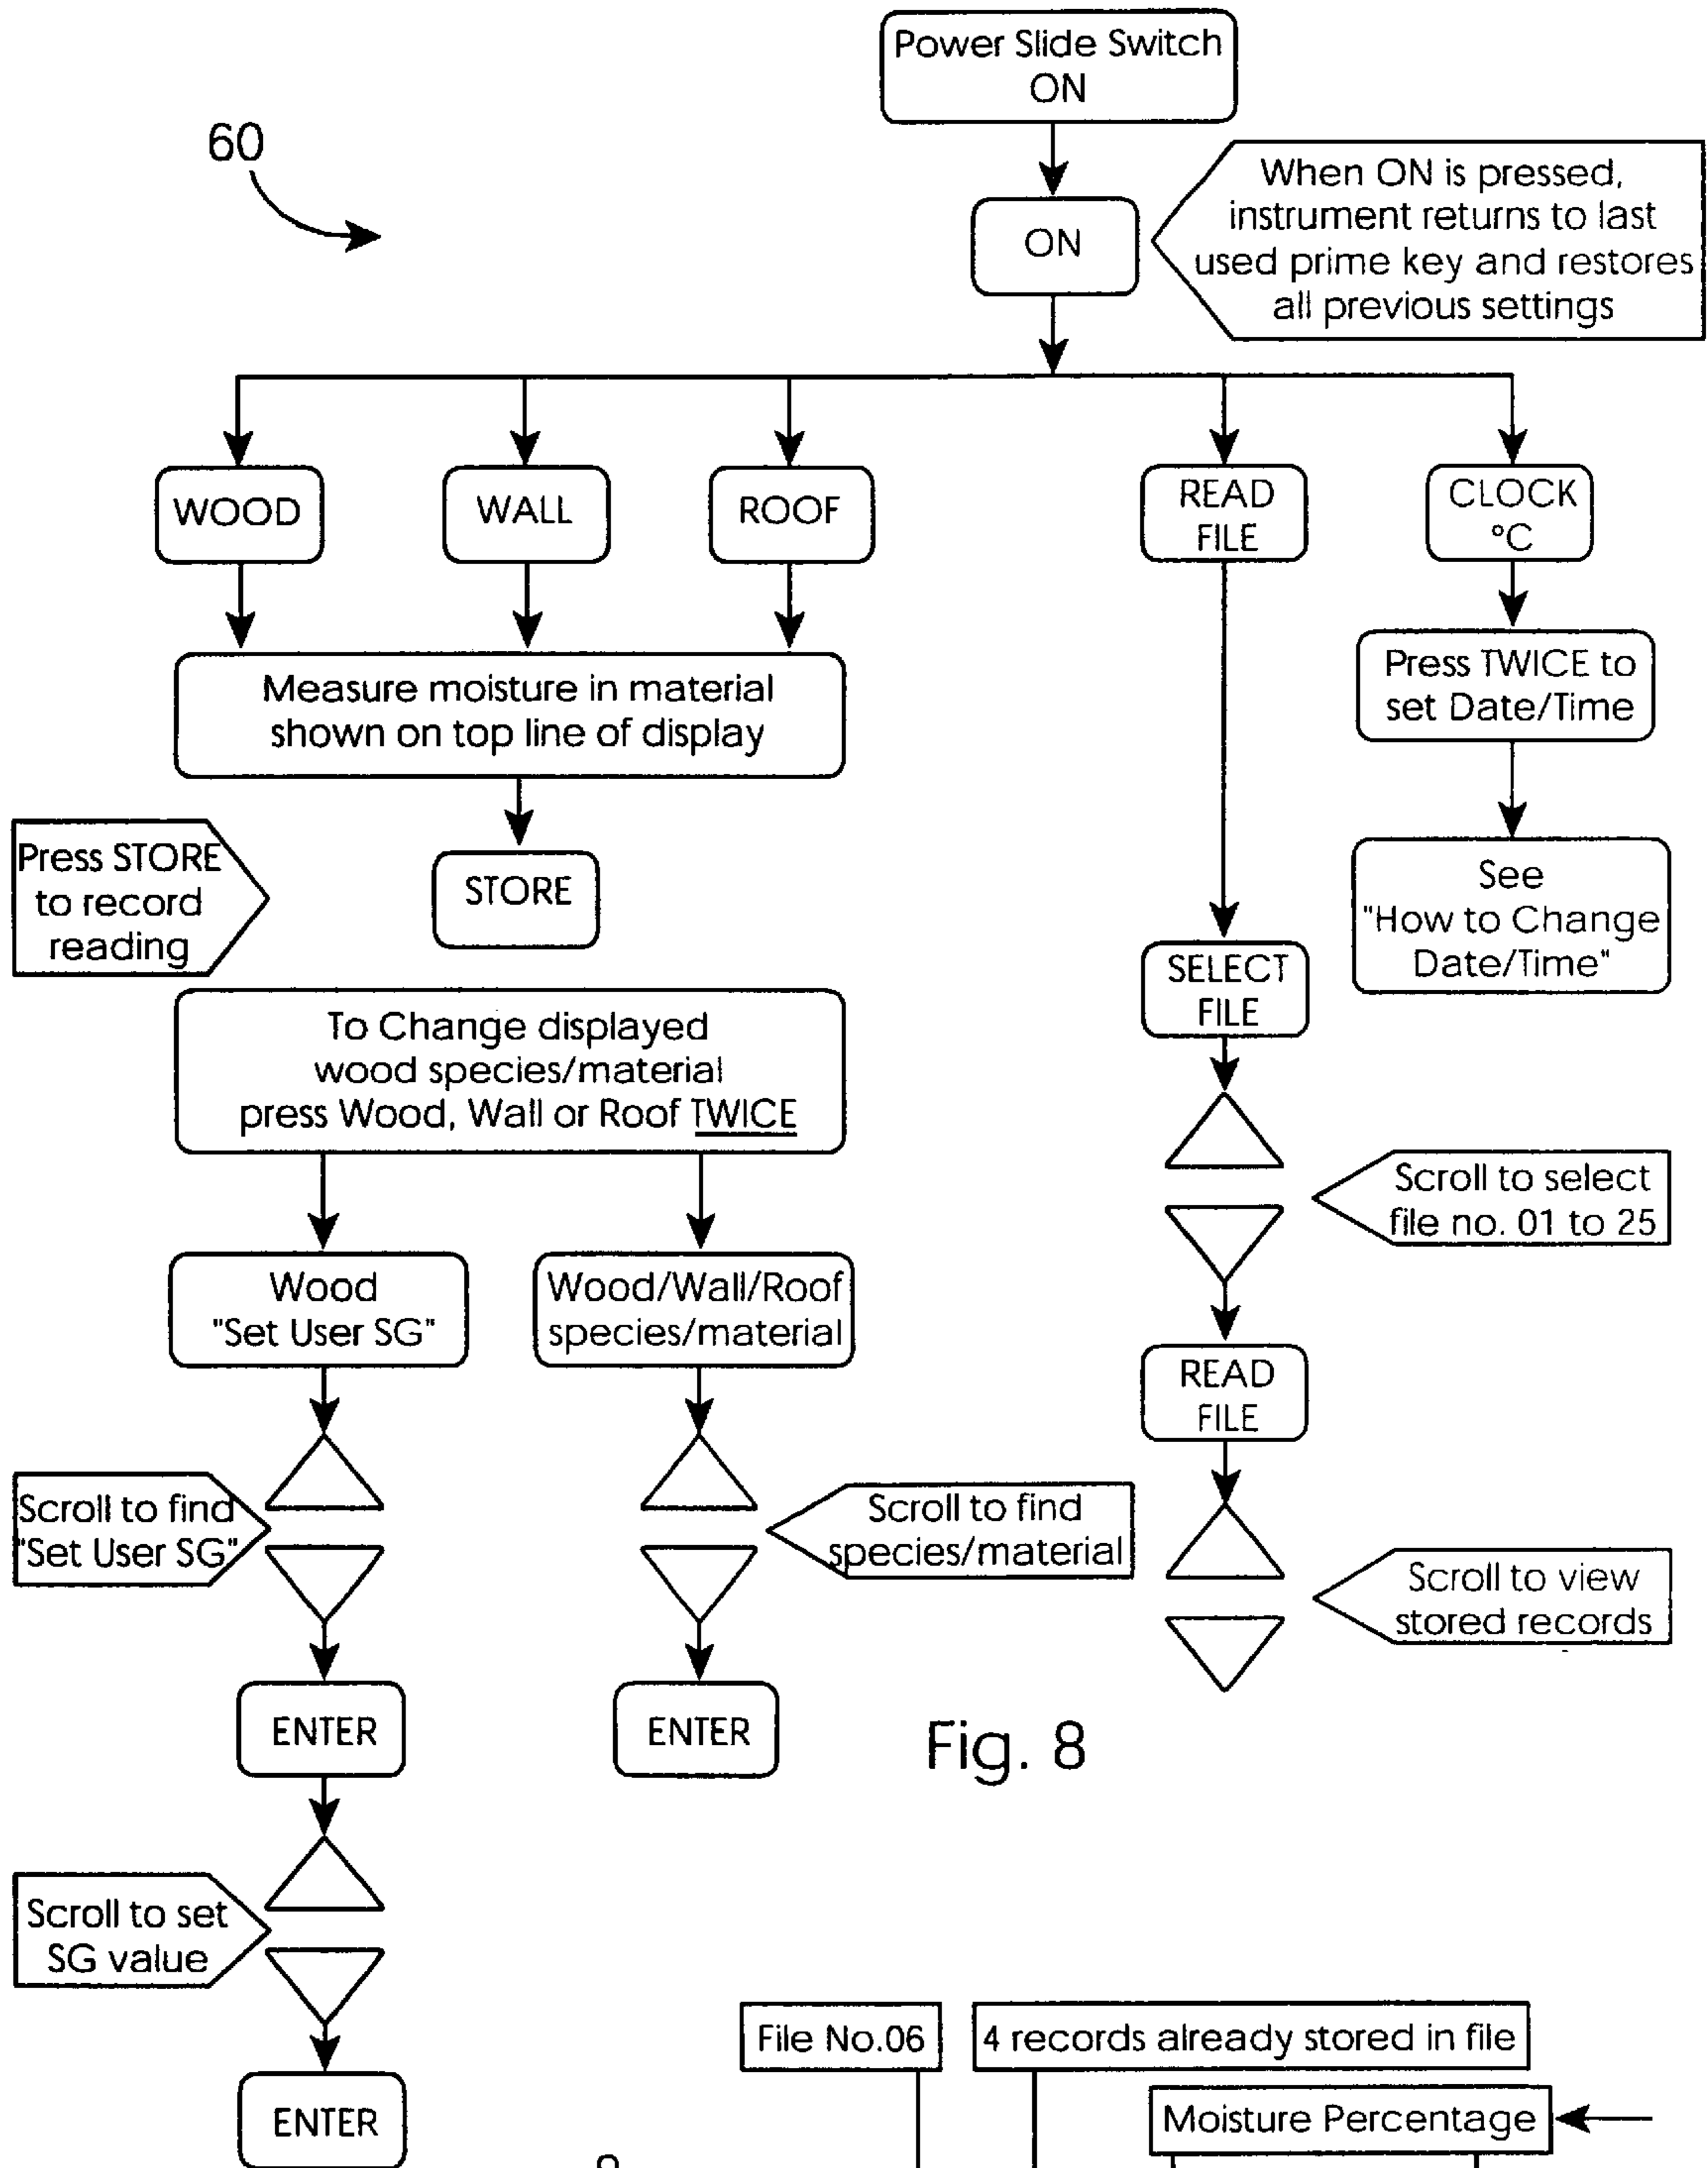 Power Slide Switch
ON
60
ON
When ON is pressed,
instrument returns to last
used prime key and restores
all previous settings
WOOD
WALL
ROOF
READ
FILE
CLOCK
°C
Measure moisture in material
shown on top line of display
Press TWICE to
set Date/Time
Press STORE
to record
reading
STORE
See
"How to Change
Date/Time"
SELECT
FILE
To Change displayed
wood species/material
press Wood, Wall or Roof TWICE
Scroll to select
file no. 01 to 25
Wood
"Set User SG"
Wood/Wall/Roof
species/material
READ
FILE
Scroll to find
"Set User SG"
Scroll to find
species/material
Scroll to view
stored records
ENTER
ENTER
Fig. 8
Scroll to set
SG value
ENTER
File No.06
4 records already stored in file
Moisture Percentage